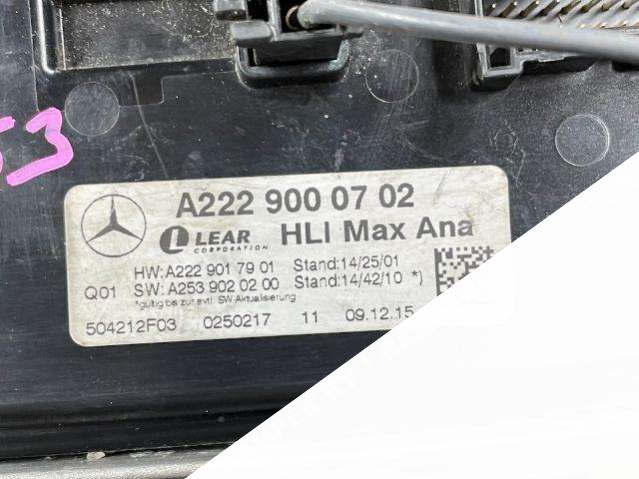 53
A222 900 07 02
LEAR CORPORATION HLI Max Ana
HW:A222 901 79 01 Stand:14/25/01
Q01 SW: A253 902 02 00 Stand:14/42/10 *)
*gültig bis zur evtl. SW-Aktualisierung
504212F03 0250217 11 09.12.15